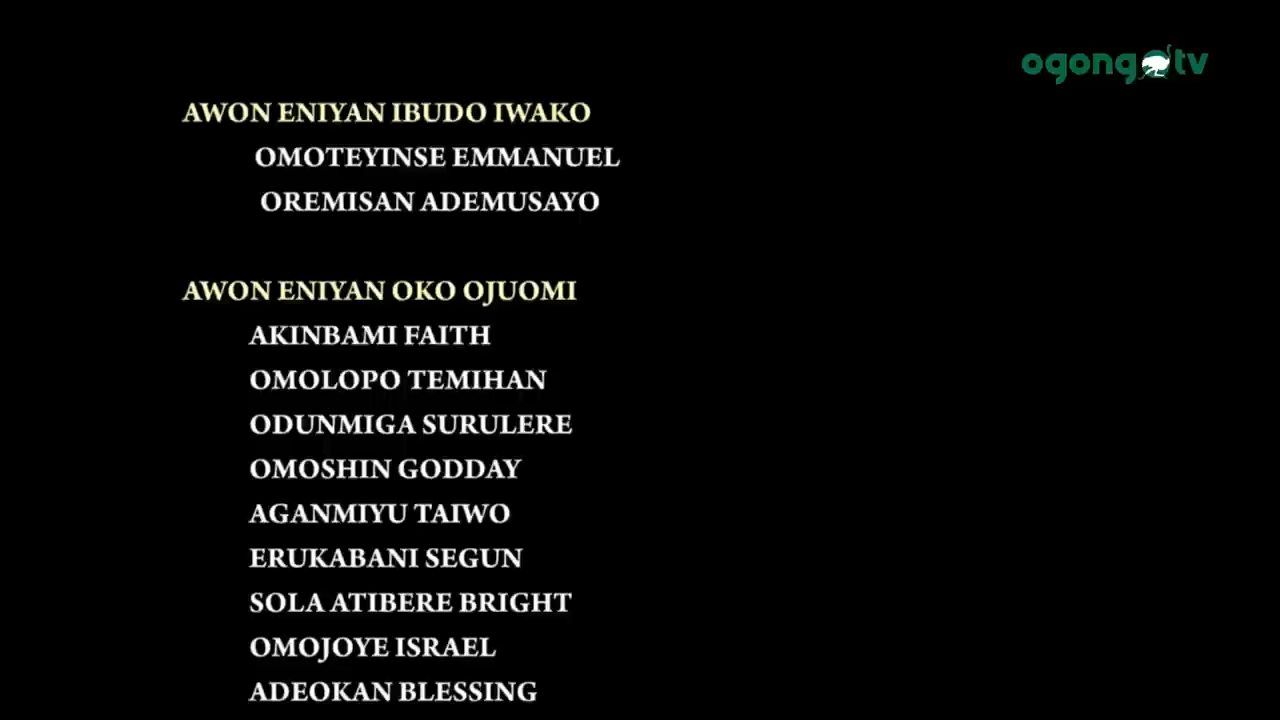 ogongotv
AWON ENIYAN IBUDO IWAKO
OMOTEYINSE EMMANUEL
OREMISAN ADEMUSAYO
AWON ENIYAN OKO OJUOMI
AKINBAMI FAITH
OMOLOPO TEMIHAN
ODUNMIGA SURULERE
OMOSHIN GODDAY
AGANMIYU TAIWO
ERUKABANI SEGUN
SOLA ATIBERE BRIGHT
OMOJOYE ISRAEL
ADEOKAN BLESSING